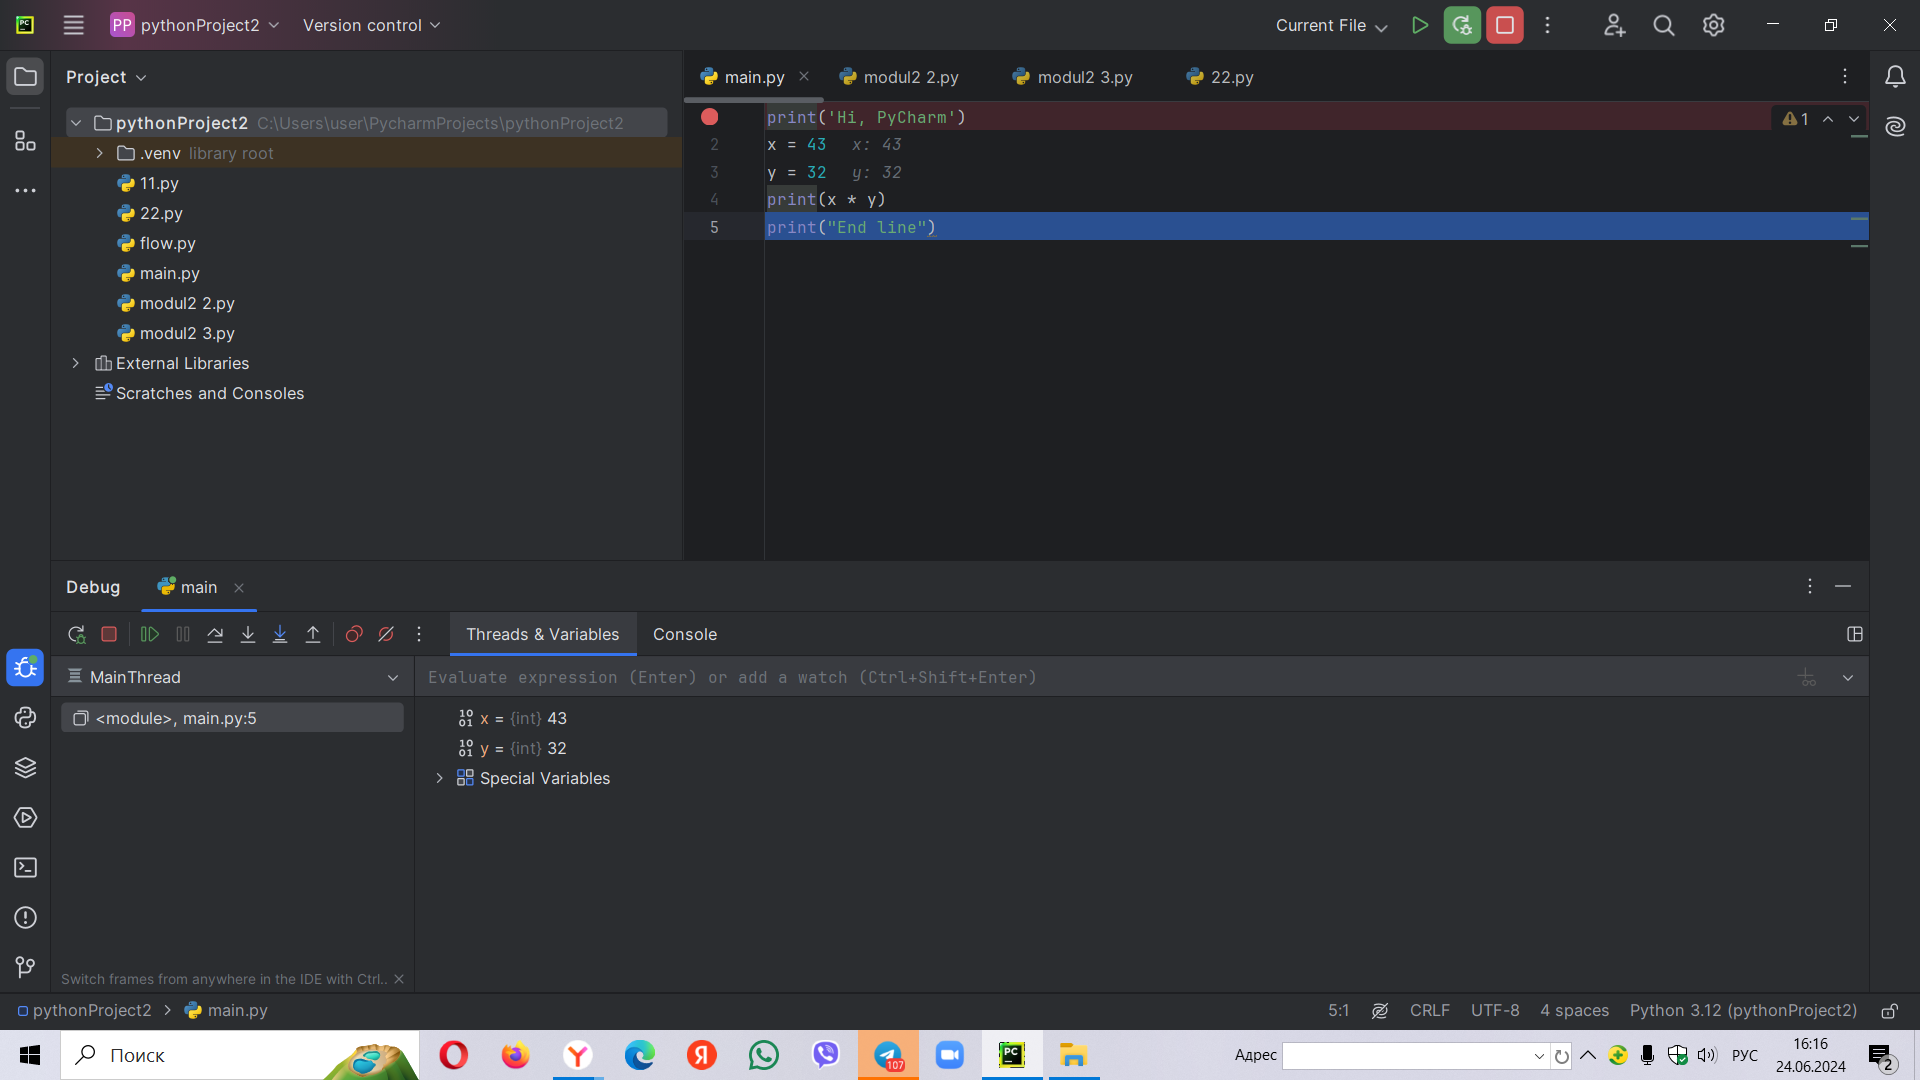 PC
PP pythonProject2 Version control Current File
Project
main.py modul2 2.py modul2 3.py 22.py
pythonProject2 C:\Users\user\PycharmProjects\pythonProject2
.venv library root
11.py
22.py
flow.py
main.py
modul2 2.py
modul2 3.py
External Libraries
Scratches and Consoles
print('Hi, PyCharm') 1
2 x = 43 x: 43
3 y = 32 y: 32
4 print(x * y)
5 print("End line")
Debug main
Threads & Variables Console
MainThread Evaluate expression (Enter) or add a watch (Ctrl+Shift+Enter)
<module>, main.py:5
x = {int} 43
y = {int} 32
Special Variables
Switch frames from anywhere in the IDE with Ctrl..
pythonProject2 > main.py 5:1 CRLF UTF-8 4 spaces Python 3.12 (pythonProject2)
Поиск Y Я 107 PC Адрес РУС 16:16
24.06.2024 2